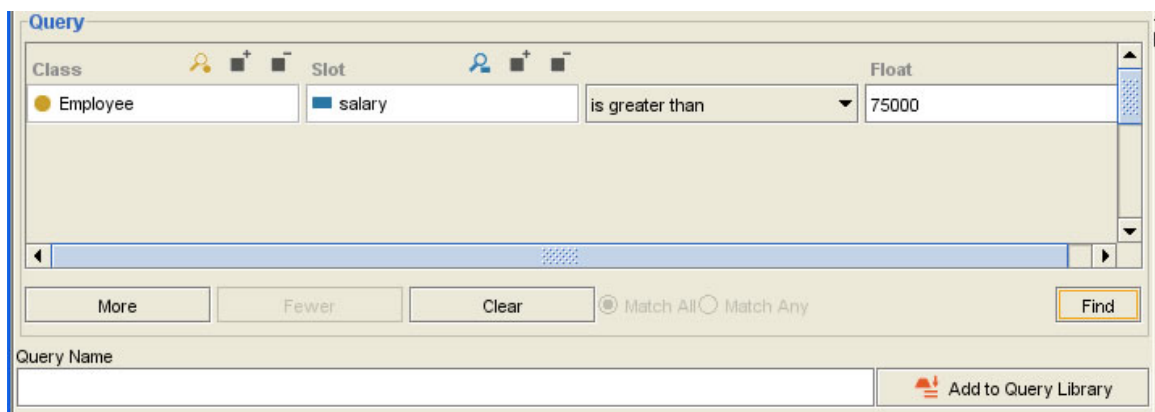 Query
Class Slot Float
Employee salary is greater than 75000
More Fewer Clear Match All Match Any Find
Query Name
Add to Query Library